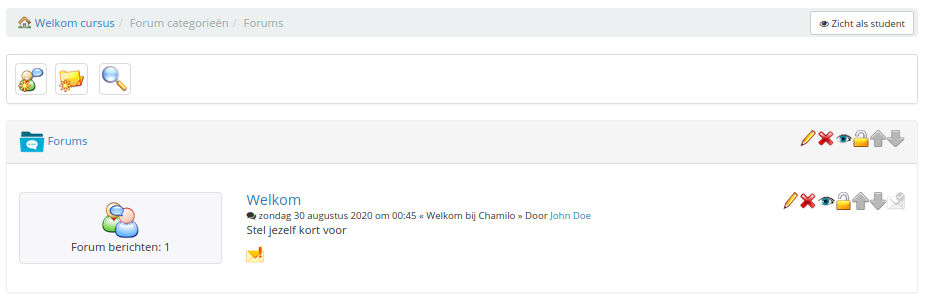 Welkom cursus / Forum categorieën / Forums
Zicht als student
Forums
Forum berichten: 1
Welkom
zondag 30 augustus 2020 om 00:45 « Welkom bij Chamilo » Door John Doe
Stel jezelf kort voor